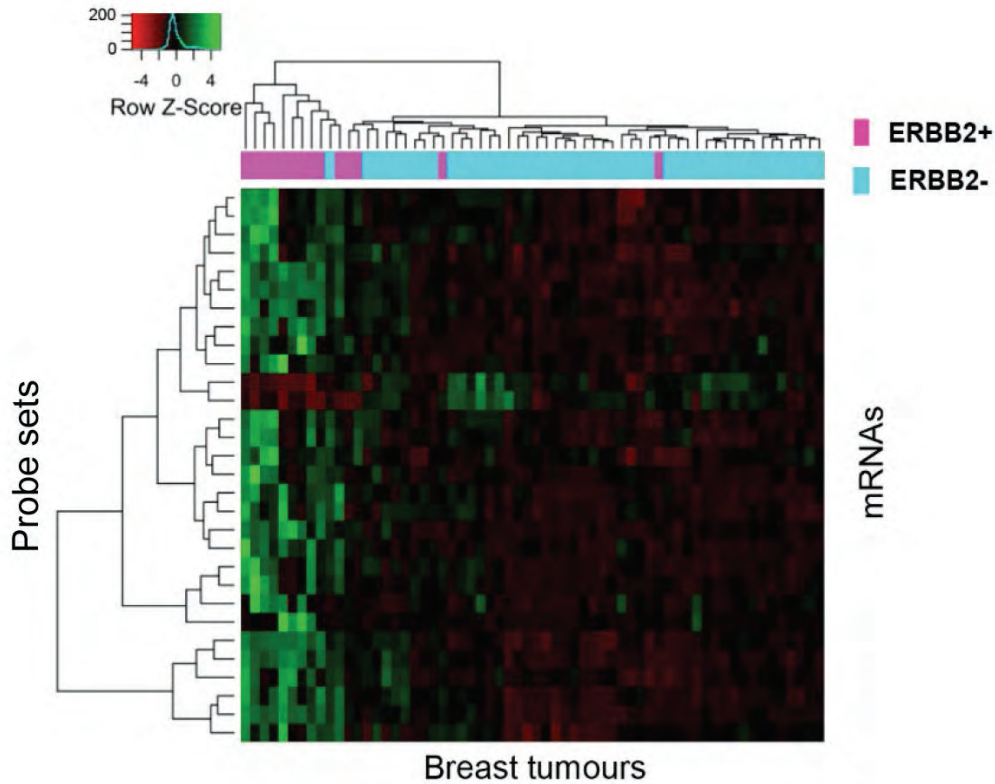 200
0
-4 0 4
Row Z-Score
ERBB2+
ERBB2-
Probe sets
mRNAs
Breast tumours